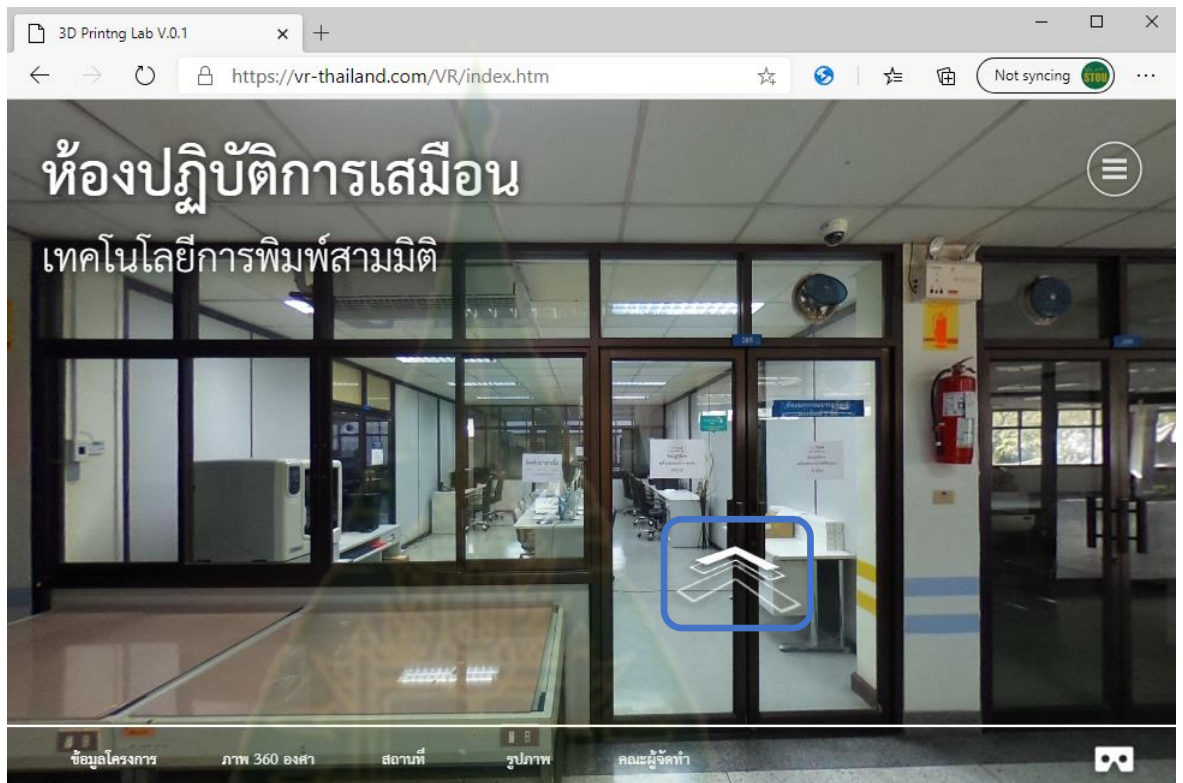 3D Printng Lab V.0.1
https://vr-thailand.com/VR/index.htm
Not syncing
STOU
ห้องปฏิบัติการเสมือน
เทคโนโลยีการพิมพ์สามมิติ
ข้อมูลโครงการ
ภาพ 360 องศา
สถานที่
รูปภาพ
คณะผู้จัดทำ